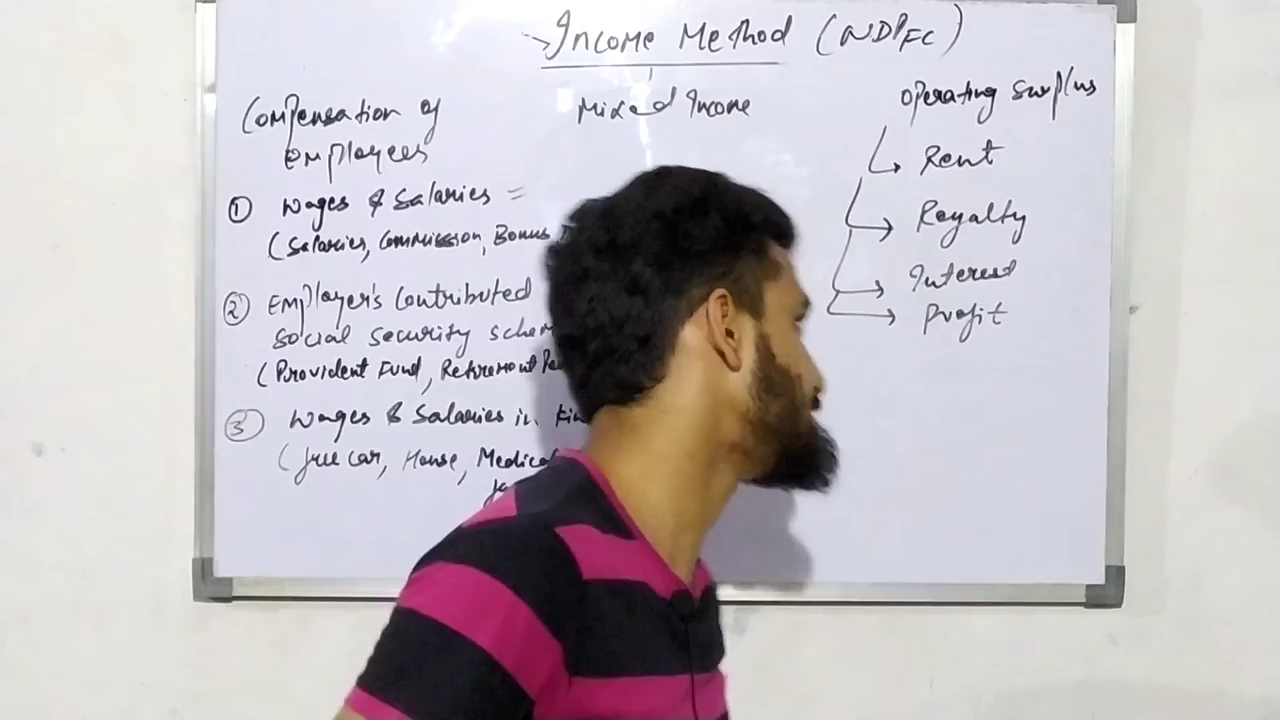 Income Method (NDPFC)
Compensation of
Employees
① Wages & Salaries =
(Salaries, Commission, Bonus
② Employer's Contributed
social security
(Provident Fund, Retirement
③ Wages & Salaries in
(free car, House, Medical
Mixed Income
Operating Surplus
Rent
Royalty
Interest
Profit